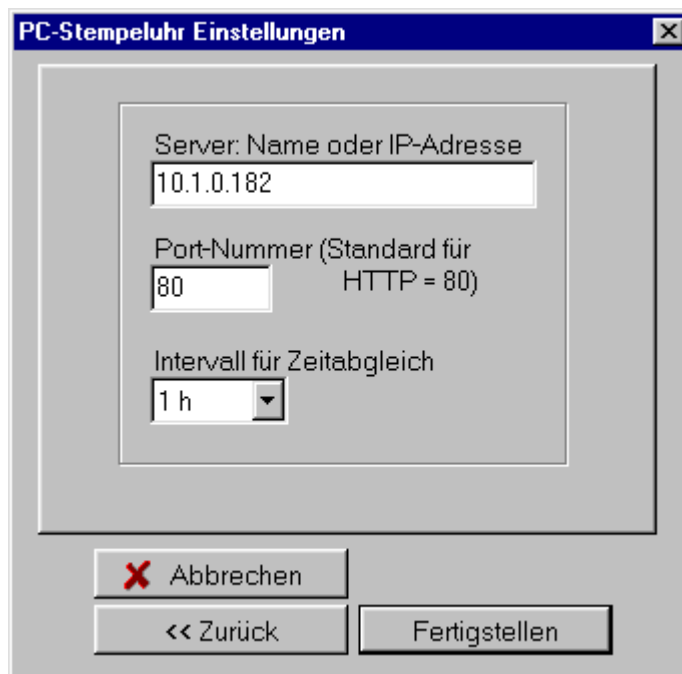 PC-Stempeluhr Einstellungen
Server: Name oder IP-Adresse
10.1.0.182
Port-Nummer (Standard für
HTTP = 80)
80
Intervall für Zeitabgleich
1 h
Abbrechen
<< Zurück
Fertigstellen